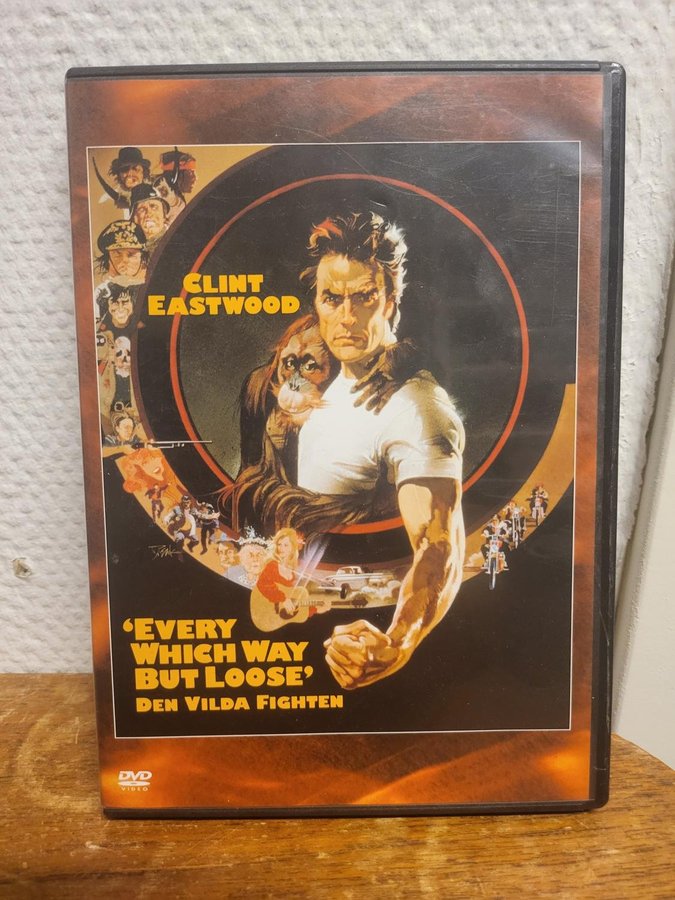 CLINT
EASTWOOD
'EVERY
WHICH WAY
BUT LOOSE'
DEN VILDA FIGHTEN
DVD
VIDEO